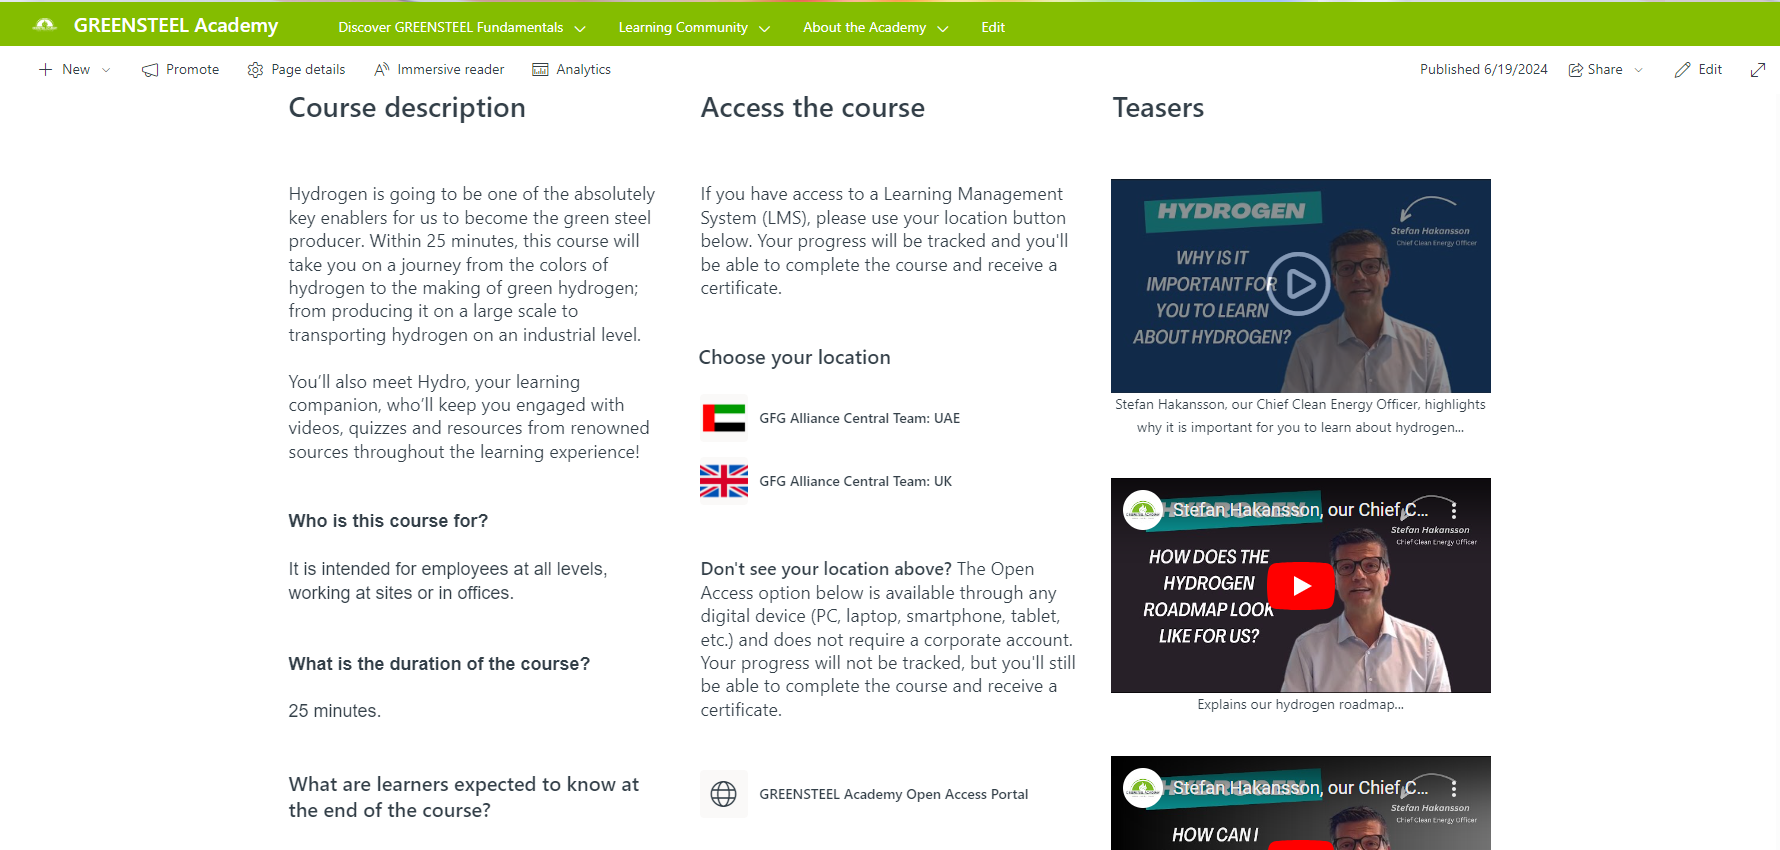 GREENSTEEL Academy
Discover GREENSTEEL Fundamentals
Learning Community
About the Academy
Edit
New
Promote
Page details
Immersive reader
Analytics
Published 6/19/2024
Share
Edit
Course description
Hydrogen is going to be one of the absolutely
key enablers for us to become the green steel
producer. Within 25 minutes, this course will
take you on a journey from the colors of
hydrogen to the making of green hydrogen;
from producing it on a large scale to
transporting hydrogen on an industrial level.
You'll also meet Hydro, your learning
companion, who'll keep you engaged with
videos, quizzes and resources from renowned
sources throughout the learning experience!
Who is this course for?
It is intended for employees at all levels,
working at sites or in offices.
What is the duration of the course?
25 minutes.
What are learners expected to know at
the end of the course?
Access the course
If you have access to a Learning Management
System (LMS), please use your location button
below. Your progress will be tracked and you'll
be able to complete the course and receive a
certificate.
Choose your location
GFG Alliance Central Team: UAE
GFG Alliance Central Team: UK
Don't see your location above? The Open
Access option below is available through any
digital device (PC, laptop, smartphone, tablet,
etc.) and does not require a corporate account.
Your progress will not be tracked, but you'll still
be able to complete the course and receive a
certificate.
GREENSTEEL Academy Open Access Portal
Teasers
HYDROGEN
Stefan Hakansson
Chief Clean Energy Officer
WHY IS IT
IMPORTANT FOR
YOU TO LEARN
ABOUT HYDROGEN?
Stefan Hakansson, our Chief Clean Energy Officer, highlights
why it is important for you to learn about hydrogen...
HYDROGEN
Stefan Hakansson, our Chief C...
Stefan Hakansson
Chief Clean Energy Officer
HOW DOES THE
HYDROGEN
ROADMAP LOOK
LIKE FOR US?
Explains our hydrogen roadmap...
HYDROGEN
Stefan Hakansson, our Chief C...
Stefan Hakansson
Chief Clean Energy Officer
HOW CAN I